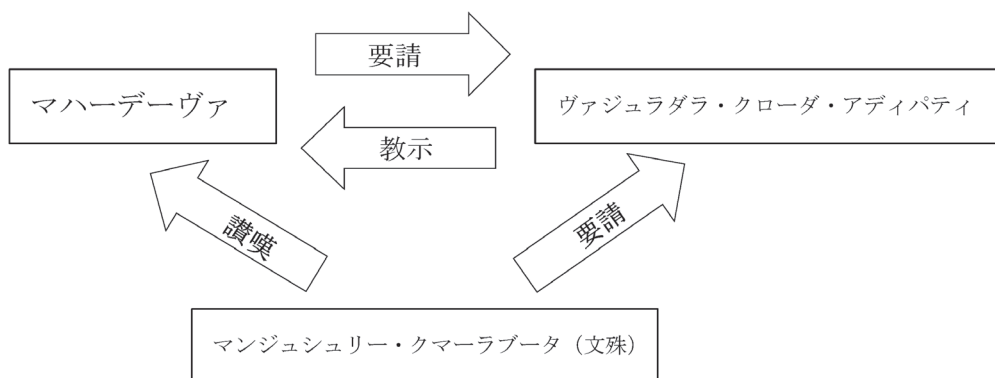 要請
マハーデーヴァ
ヴァジュラダラ・クローダ・アディパティ
教示
讃嘆
要請
マンジュシュリー・クマーラブータ（文殊）